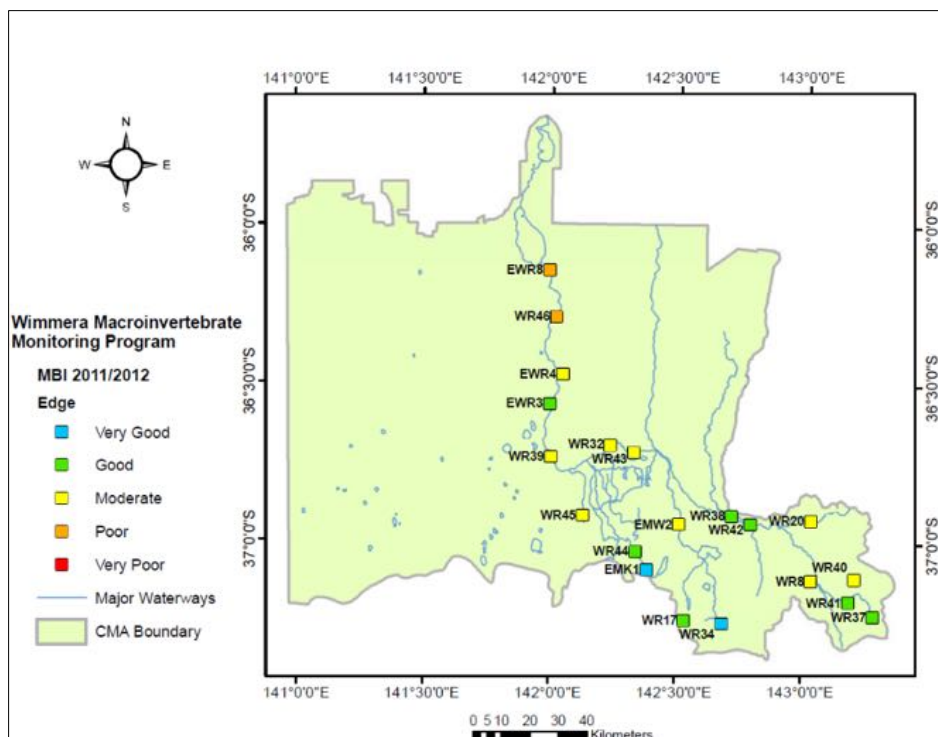 141°0'0"E 141°30'0"E 142°0'0"E 142°30'0"E 143°0'0"E
N
W E
S
36°0'0"S 36°0'0"S
EWR8
WR46
Wimmera Macroinvertebrate
Monitoring Program
MBI 2011/2012
EWR4
36°30'0"S 36°30'0"S
Edge
EWR3
Very Good
Good
WR32
WR39 WR43
Moderate
Poor
WR45 EMW2 WR38 WR20
WR42
37°0'0"S 37°0'0"S
Very Poor
WR44
EMK1 WR40
Major Waterways
WR8
WR41
CMA Boundary
WR17 WR37
WR34
141°0'0"E 141°30'0"E 142°0'0"E 142°30'0"E 143°0'0"E
0 5 10 20 30 40
Kilometers